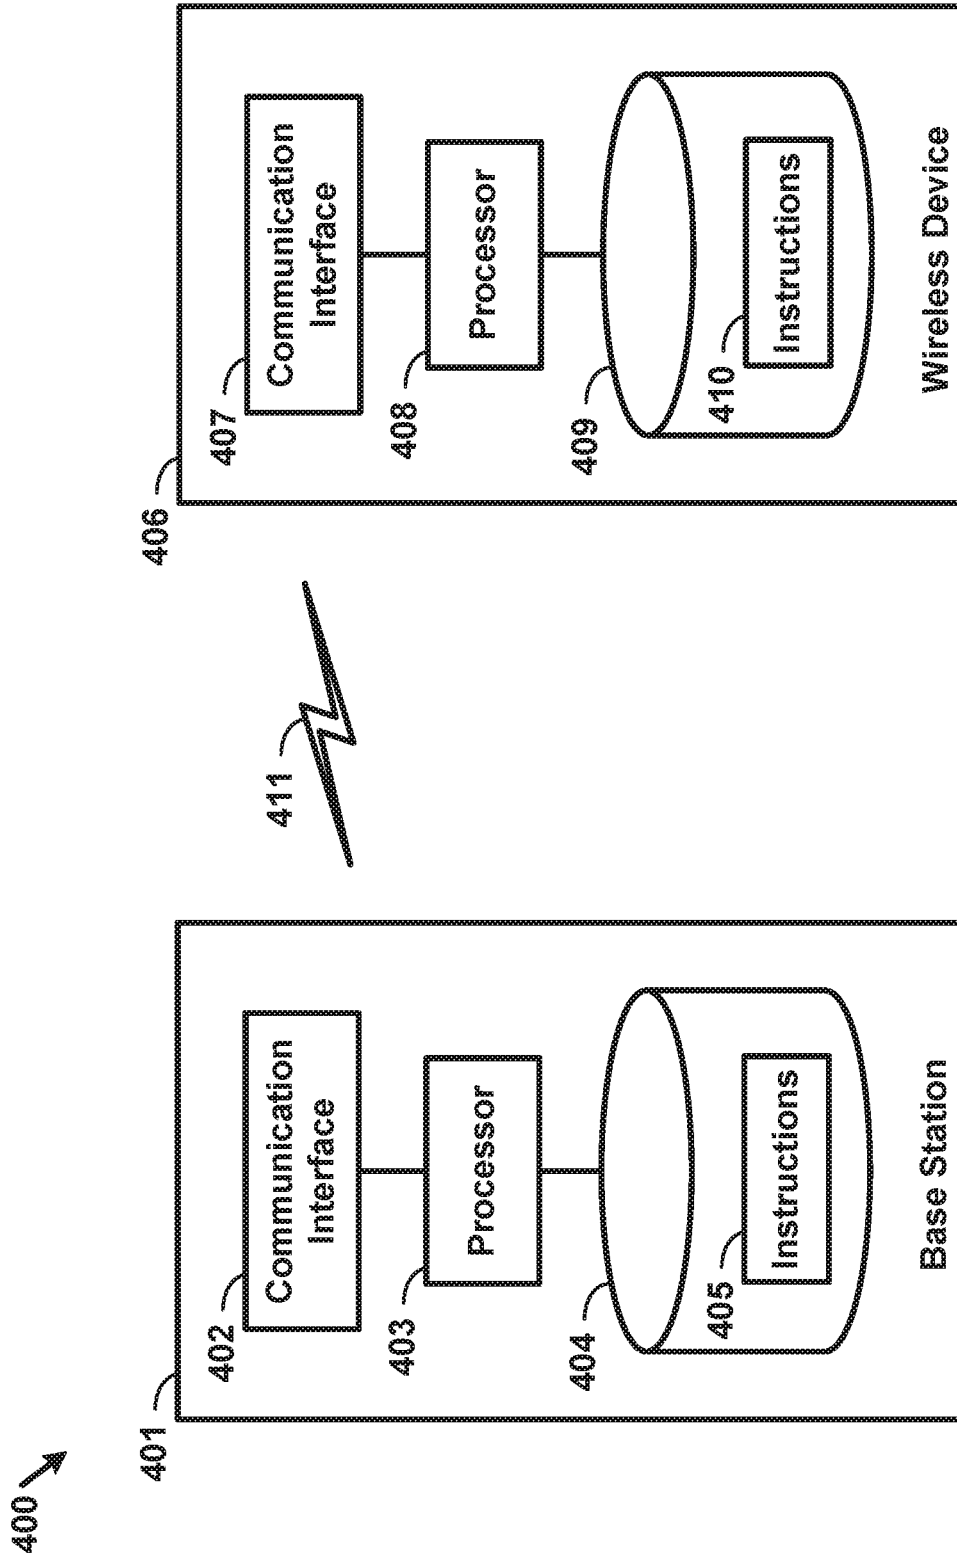 400
401
402
Communication
Interface
403
Processor
404
405
Instructions
Base Station
411
406
407
Communication
Interface
408
Processor
409
410
Instructions
Wireless Device